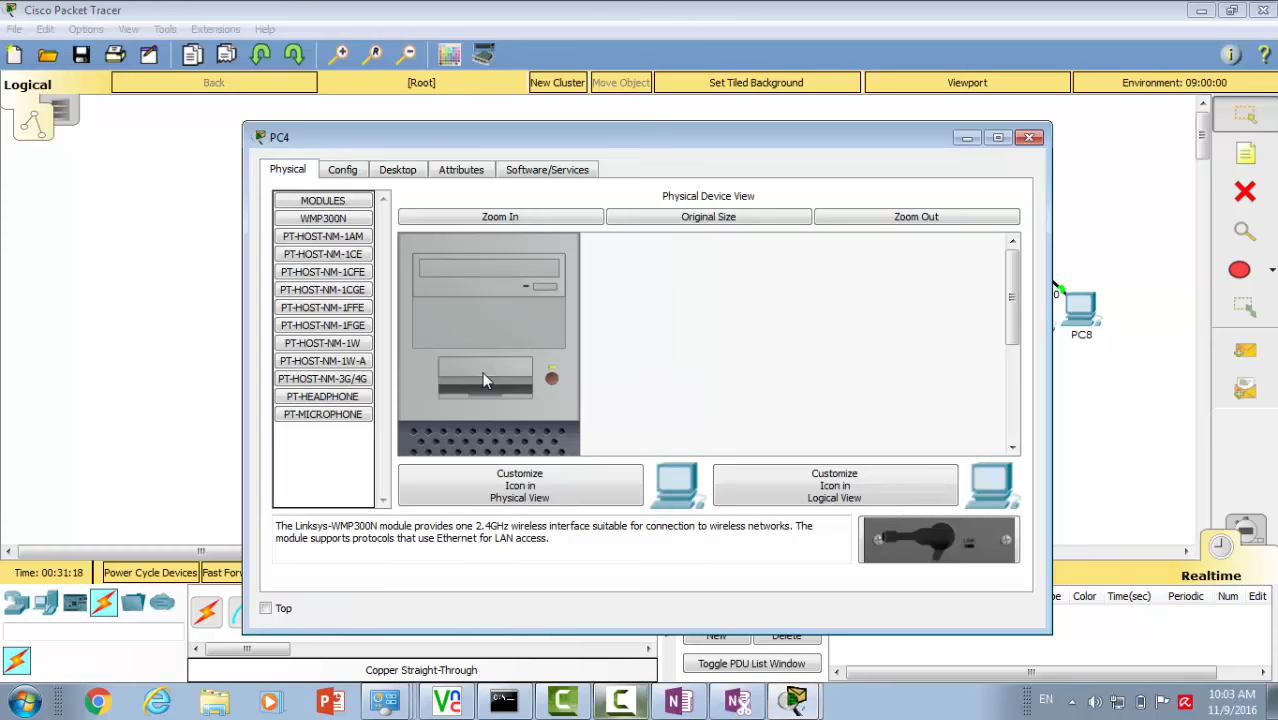 Cisco Packet Tracer
File Edit Options View Tools Extensions Help
Logical
Back
[Root]
New Cluster
Move Object
Set Tiled Background
Viewport
Environment: 09:00:00
PC4
Physical
Config
Desktop
Attributes
Software/Services
MODULES
WMP300N
PT-HOST-NM-1AM
PT-HOST-NM-1CE
PT-HOST-NM-1CFE
PT-HOST-NM-1CGE
PT-HOST-NM-1FFE
PT-HOST-NM-1FGE
PT-HOST-NM-1W
PT-HOST-NM-1W-A
PT-HOST-NM-3G/4G
PT-HEADPHONE
PT-MICROPHONE
Physical Device View
Zoom In
Original Size
Zoom Out
Customize
Icon in
Physical View
Customize
Icon in
Logical View
The Linksys-WMP300N module provides one 2.4GHz wireless interface suitable for connection to wireless networks. The
module supports protocols that use Ethernet for LAN access.
Top
0
PC8
Time: 00:31:18
Power Cycle Devices
Fast For
Realtime
Color Time(sec) Periodic Num Edit
New
Delete
Toggle PDU List Window
Copper Straight-Through
EN
10:03 AM
11/9/2016